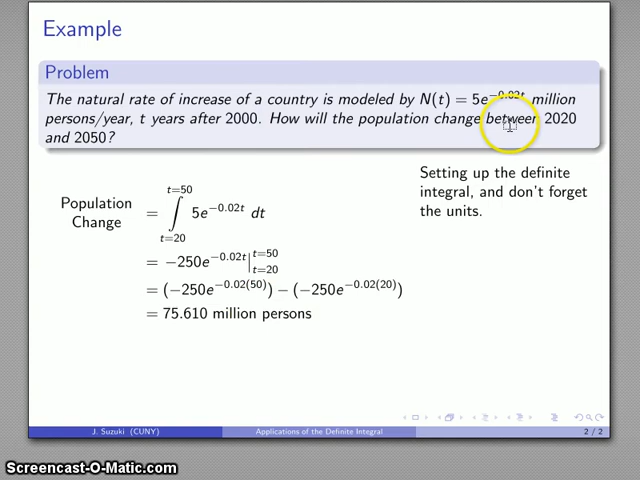 Example
Problem
The natural rate of increase of a country is modeled by N(t) = 5e^−0.02t million
persons/year, t years after 2000. How will the population change between 2020
and 2050?
Setting up the definite
integral, and don't forget
the units.
Population
Change
= ∫_{t=20}^{t=50} 5e^−0.02t dt
= −250e^−0.02t |_{t=20}^{t=50}
= (−250e^−0.02(50)) − (−250e^−0.02(20))
= 75.610 million persons
J. Suzuki (CUNY) Applications of the Definite Integral 2 / 2
Screencast-O-Matic.com